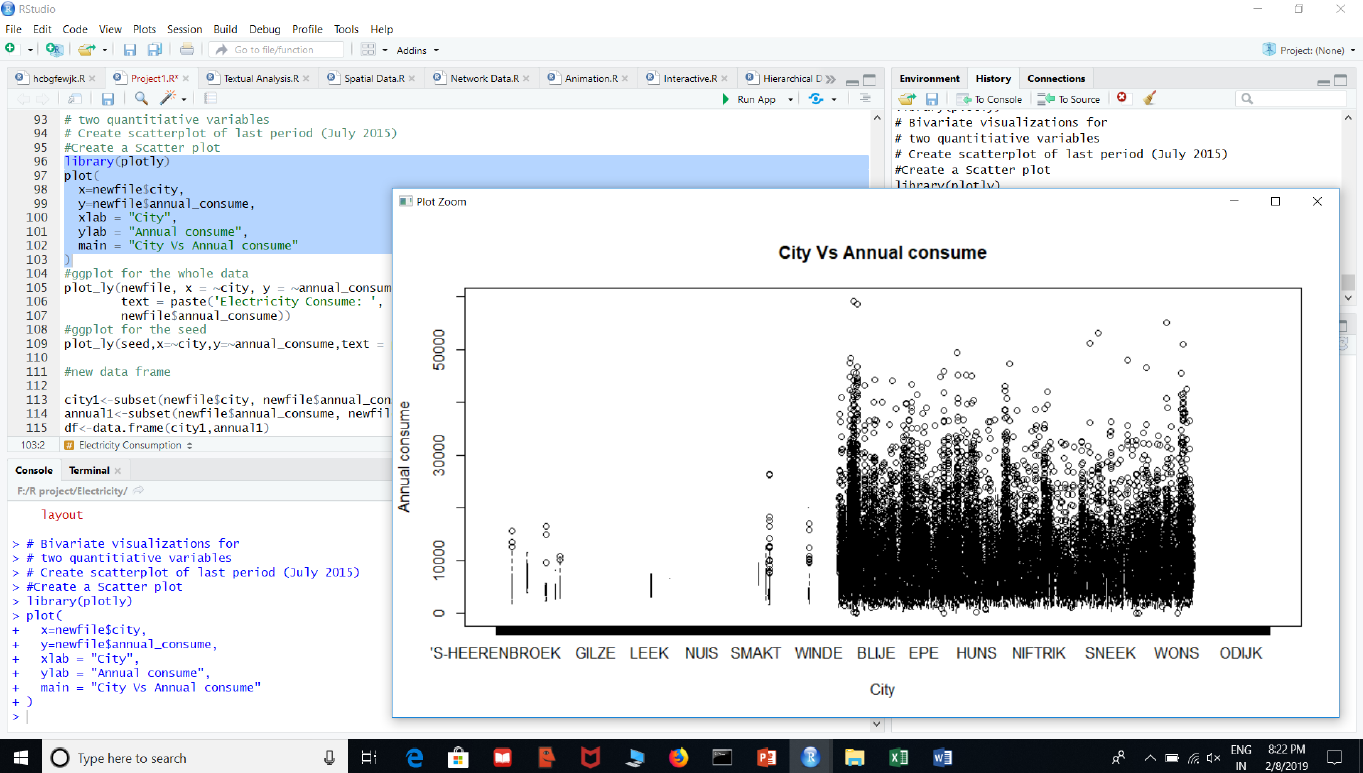 RStudio
File Edit Code View Plots Session Build Debug Profile Tools Help
Go to file/function Addins Project: (None)
hcbgfewjk.R Project1.R* Textual Analysis.R Spatial Data.R Network Data.R Animation.R Interactive.R Hierarchical D
Run App
93 # two quantitiative variables
94 # Create scatterplot of last period (July 2015)
95 #Create a Scatter plot
96 library(plotly)
97 plot(
98 x=newfile$city,
99 y=newfile$annual_consume,
100 xlab = "City",
101 ylab = "Annual consume",
102 main = "City Vs Annual consume"
103 )
104 #ggplot for the whole data
105 plot_ly(newfile, x = ~city, y = ~annual_consum
106 text = paste('Electricity Consume: ',
107 newfile$annual_consume))
108 #ggplot for the seed
109 plot_ly(seed,x=~city,y=~annual_consume,text =
110
111 #new data frame
112
113 city1<-subset(newfile$city, newfile$annual_con
114 annual1<-subset(newfile$annual_consume, newfil
115 df<-data.frame(city1,annual1)
103:2 # Electricity Consumption
Console Terminal
F:/R project/Electricity/
layout
> # Bivariate visualizations for
> # two quantitiative variables
> # Create scatterplot of last period (July 2015)
> #Create a Scatter plot
> library(plotly)
> plot(
+ x=newfile$city,
+ y=newfile$annual_consume,
+ xlab = "City",
+ ylab = "Annual consume",
+ main = "City Vs Annual consume"
+ )
>
Environment History Connections
To Console To Source
library(plotly)
# Bivariate visualizations for
# two quantitiative variables
# Create scatterplot of last period (July 2015)
#Create a Scatter plot
library(plotly)
Plot Zoom
City Vs Annual consume
Annual consume
50000
30000
10000
0
'S-HEERENBROEK GILZE LEEK NUIS SMAKT WINDE BLIJE EPE HUNS NIFTRIK SNEEK WONS ODIJK
City
Type here to search
ENG
IN
8:22 PM
2/8/2019